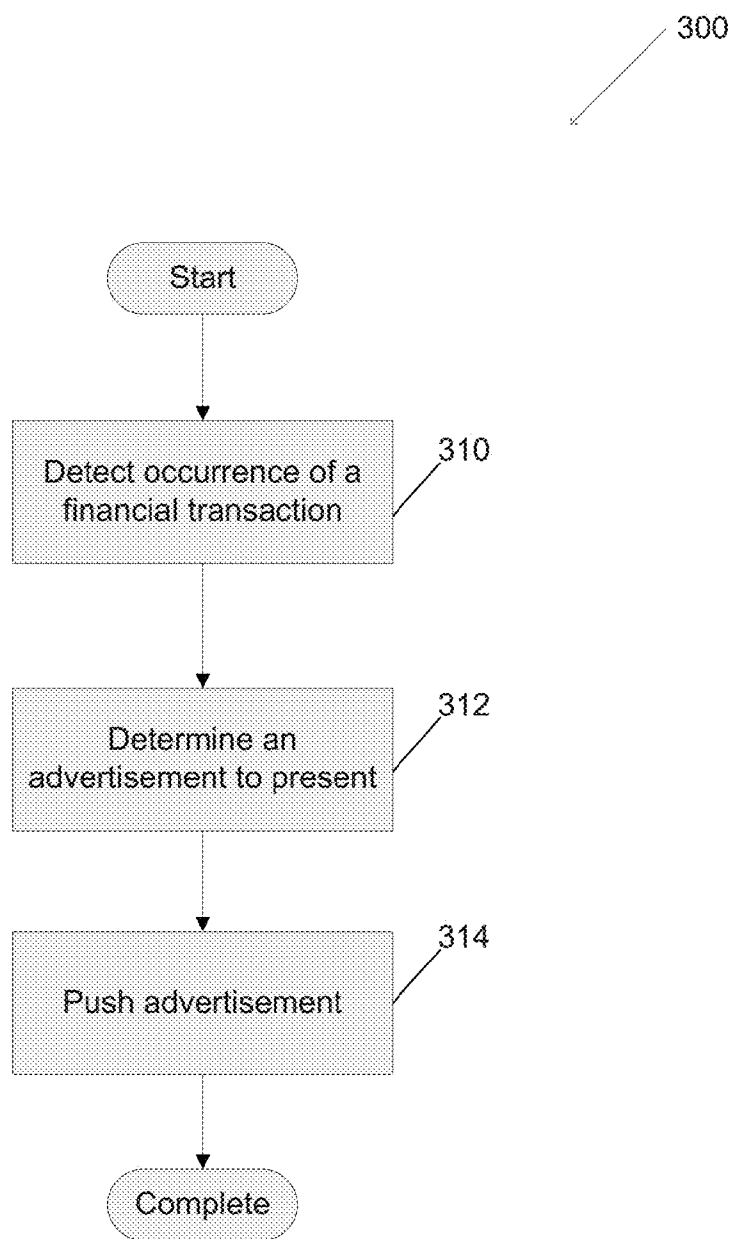 300
Start
Detect occurrence of a
financial transaction
310
Determine an
advertisement to present
312
Push advertisement
314
Complete